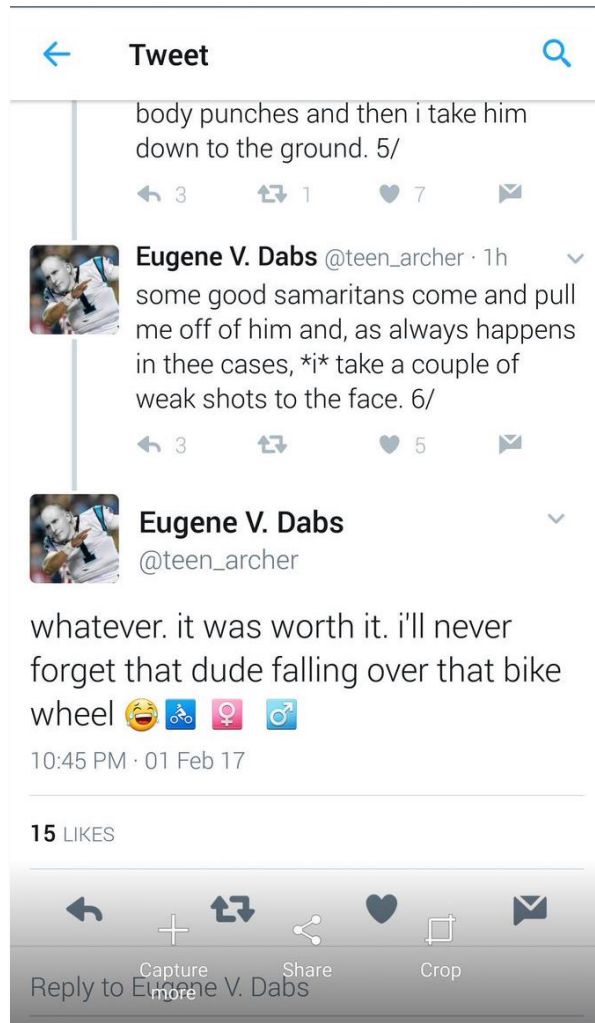 Tweet
body punches and then i take him
down to the ground. 5/
3 1 7
Eugene V. Dabs @teen_archer · 1h
some good samaritans come and pull
me off of him and, as always happens
in thee cases, *i* take a couple of
weak shots to the face. 6/
3 5
Eugene V. Dabs
@teen_archer
whatever. it was worth it. i'll never
forget that dude falling over that bike
wheel 😂🚴♀♂
10:45 PM · 01 Feb 17
15 LIKES
Capture more Share Crop
Reply to Eugene V. Dabs